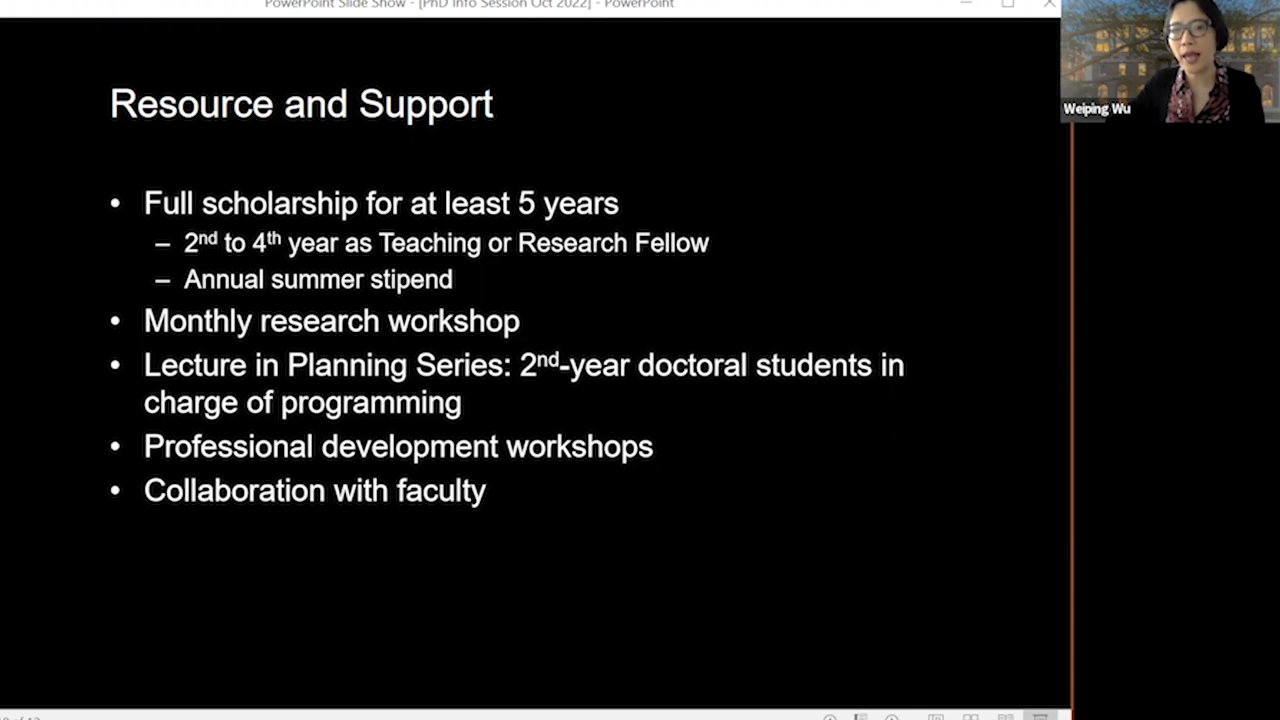 PowerPoint Slide Show - [PhD Info Session Oct 2022] - PowerPoint
Weiping Wu
Resource and Support
• Full scholarship for at least 5 years
– 2nd to 4th year as Teaching or Research Fellow
– Annual summer stipend
• Monthly research workshop
• Lecture in Planning Series: 2nd-year doctoral students in
charge of programming
• Professional development workshops
• Collaboration with faculty